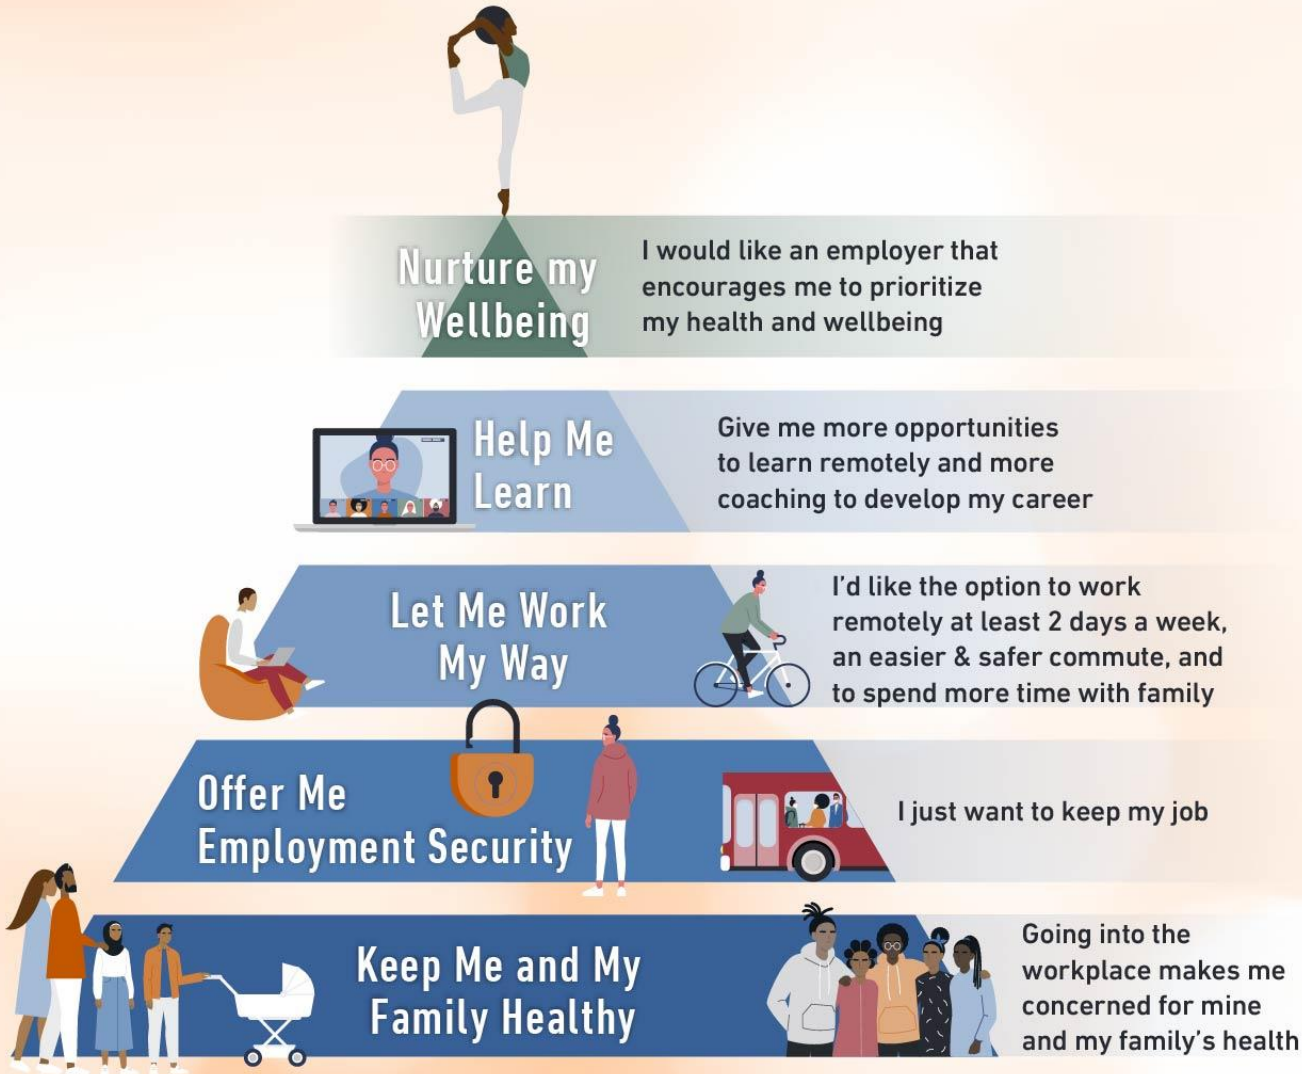 Nurture my
Wellbeing
I would like an employer that
encourages me to prioritize
my health and wellbeing
Help Me
Learn
Give me more opportunities
to learn remotely and more
coaching to develop my career
Let Me Work
My Way
I'd like the option to work
remotely at least 2 days a week,
an easier & safer commute, and
to spend more time with family
Offer Me
Employment Security
I just want to keep my job
Keep Me and My
Family Healthy
Going into the
workplace makes me
concerned for mine
and my family's health